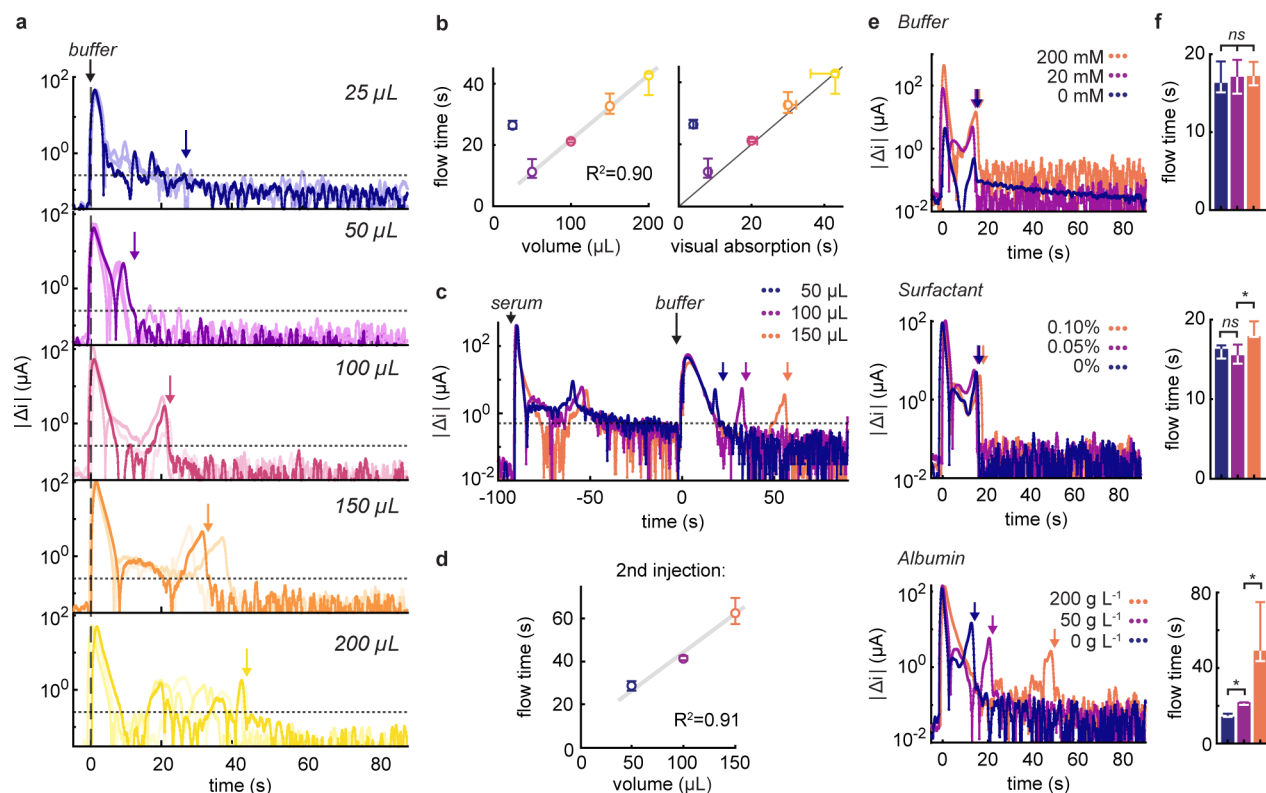 a
buffer
25 µL
50 µL
100 µL
150 µL
200 µL
10²
10⁰
10²
10⁰
10²
10⁰
10²
10⁰
10²
10⁰
|Δi| (µA)
|Δi| (µA)
0 20 40 60 80
time (s)
b
flow time (s)
40
20
0
R²=0.90
0 100 200
volume (µL)
0 20 40
visual absorption (s)
c
serum
buffer
50 µL
100 µL
150 µL
|Δi| (µA)
10⁴
10²
10⁰
10⁻²
-100 -50 0 50
time (s)
d
2nd injection:
flow time (s)
60
40
20
0
R²=0.91
0 50 100 150
volume (µL)
e
Buffer
200 mM
20 mM
0 mM
|Δi| (µA)
10²
10⁰
10⁻²
0 20 40 60 80
time (s)
Surfactant
0.10%
0.05%
0%
|Δi| (µA)
10²
10⁰
10⁻²
0 20 40 60 80
time (s)
Albumin
200 g L⁻¹
50 g L⁻¹
0 g L⁻¹
|Δi| (µA)
10²
10⁰
10⁻²
0 20 40 60 80
time (s)
f
ns
flow time (s)
20
10
0
ns *
flow time (s)
20
10
0
* *
flow time (s)
80
40
0